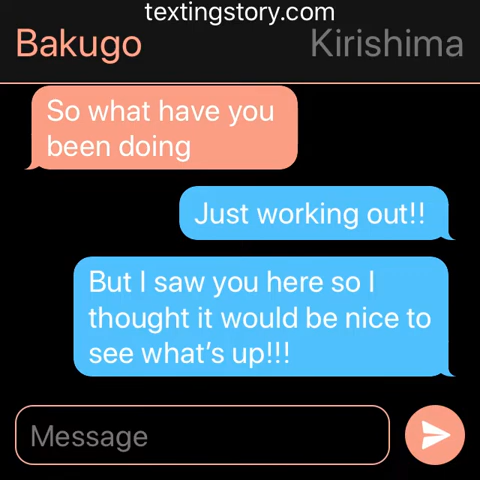 textingstory.com
Bakugo Kirishima
So what have you
been doing
Just working out!!
But I saw you here so I
thought it would be nice to
see what’s up!!!
Message